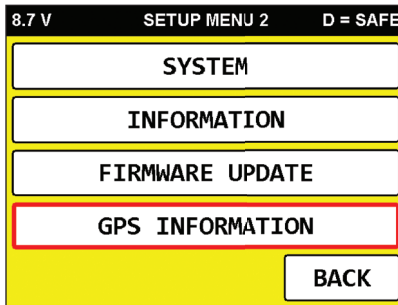 8.7 V SETUP MENU 2 D = SAFE
SYSTEM
INFORMATION
FIRMWARE UPDATE
GPS INFORMATION
BACK